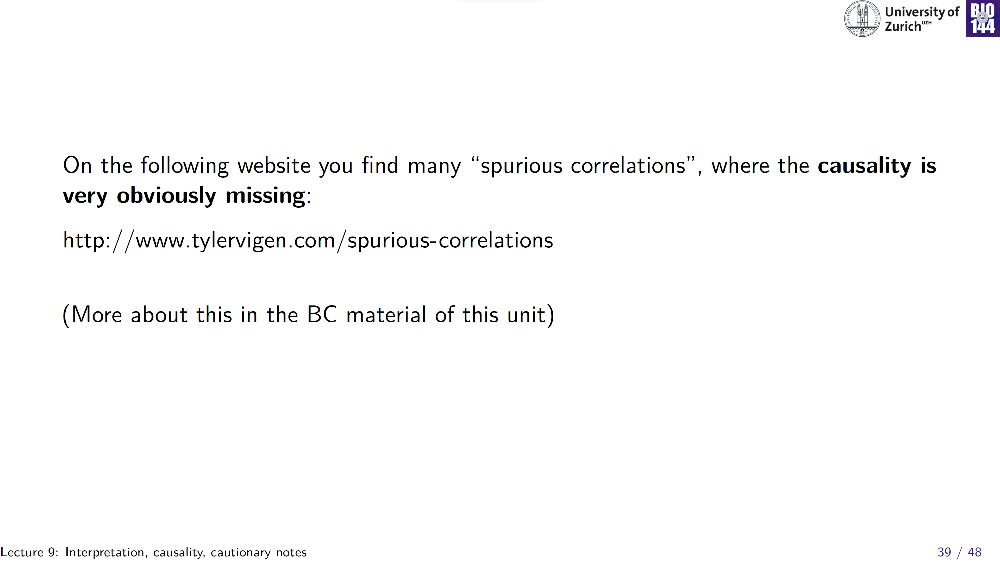 University of
Zurich UZH
BIO
144
On the following website you find many “spurious correlations”, where the causality is
very obviously missing:
http://www.tylervigen.com/spurious-correlations
(More about this in the BC material of this unit)
Lecture 9: Interpretation, causality, cautionary notes
39 / 48